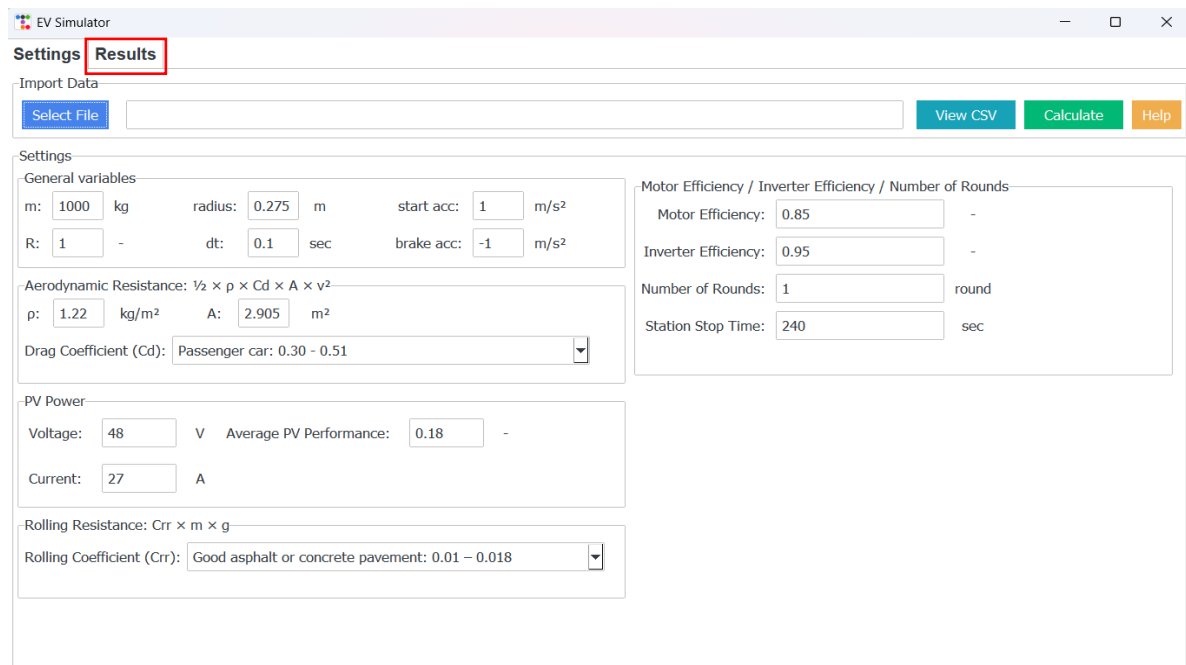 EV Simulator
Settings Results
Import Data
Select File View CSV Calculate Help
Settings
General variables
m: 1000 kg radius: 0.275 m start acc: 1 m/s²
R: 1 - dt: 0.1 sec brake acc: -1 m/s²
Aerodynamic Resistance: ½ × ρ × Cd × A × v²
ρ: 1.22 kg/m² A: 2.905 m²
Drag Coefficient (Cd): Passenger car: 0.30 - 0.51
PV Power
Voltage: 48 V Average PV Performance: 0.18 -
Current: 27 A
Rolling Resistance: Crr × m × g
Rolling Coefficient (Crr): Good asphalt or concrete pavement: 0.01 – 0.018
Motor Efficiency / Inverter Efficiency / Number of Rounds
Motor Efficiency: 0.85 -
Inverter Efficiency: 0.95 -
Number of Rounds: 1 round
Station Stop Time: 240 sec